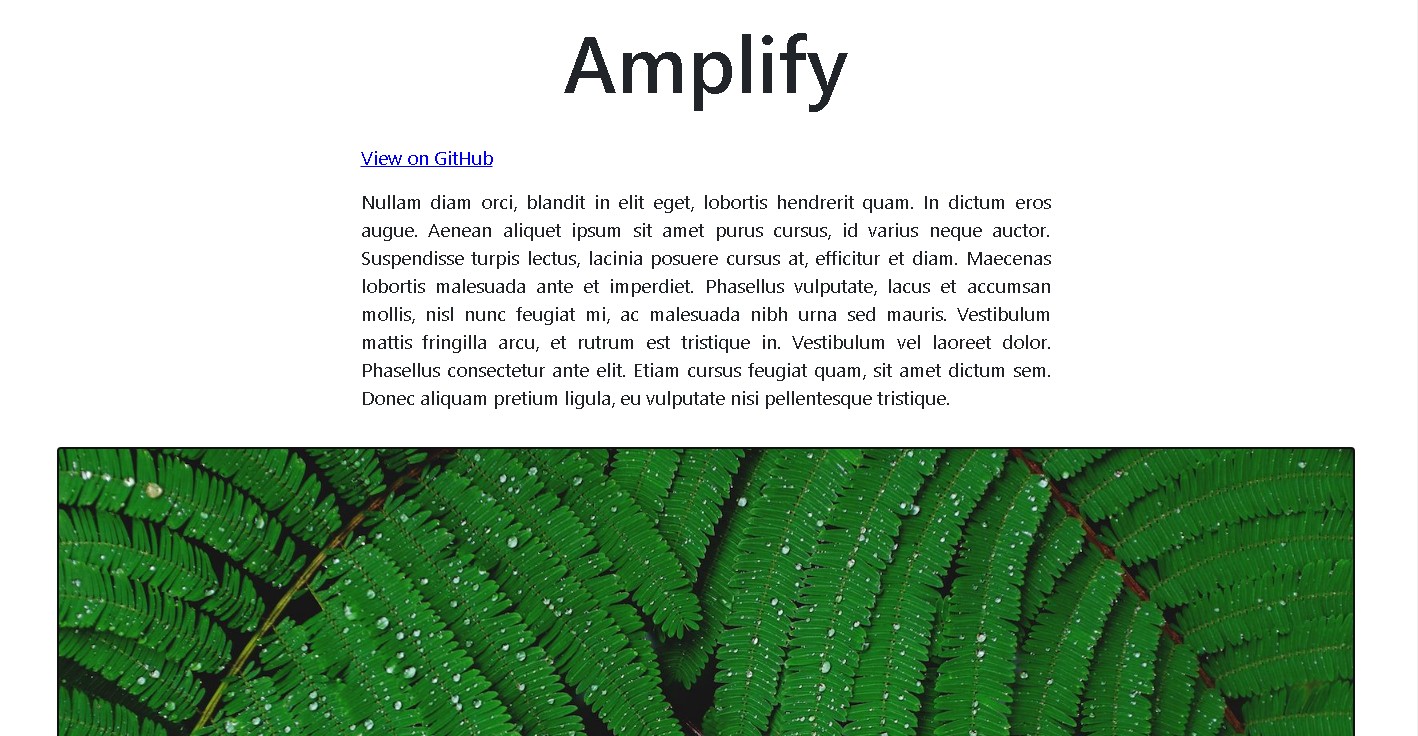 Amplify
View on GitHub
Nullam diam orci, blandit in elit eget, lobortis hendrerit quam. In dictum eros
augue. Aenean aliquet ipsum sit amet purus cursus, id varius neque auctor.
Suspendisse turpis lectus, lacinia posuere cursus at, efficitur et diam. Maecenas
lobortis malesuada ante et imperdiet. Phasellus vulputate, lacus et accumsan
mollis, nisl nunc feugiat mi, ac malesuada nibh urna sed mauris. Vestibulum
mattis fringilla arcu, et rutrum est tristique in. Vestibulum vel laoreet dolor.
Phasellus consectetur ante elit. Etiam cursus feugiat quam, sit amet dictum sem.
Donec aliquam pretium ligula, eu vulputate nisi pellentesque tristique.